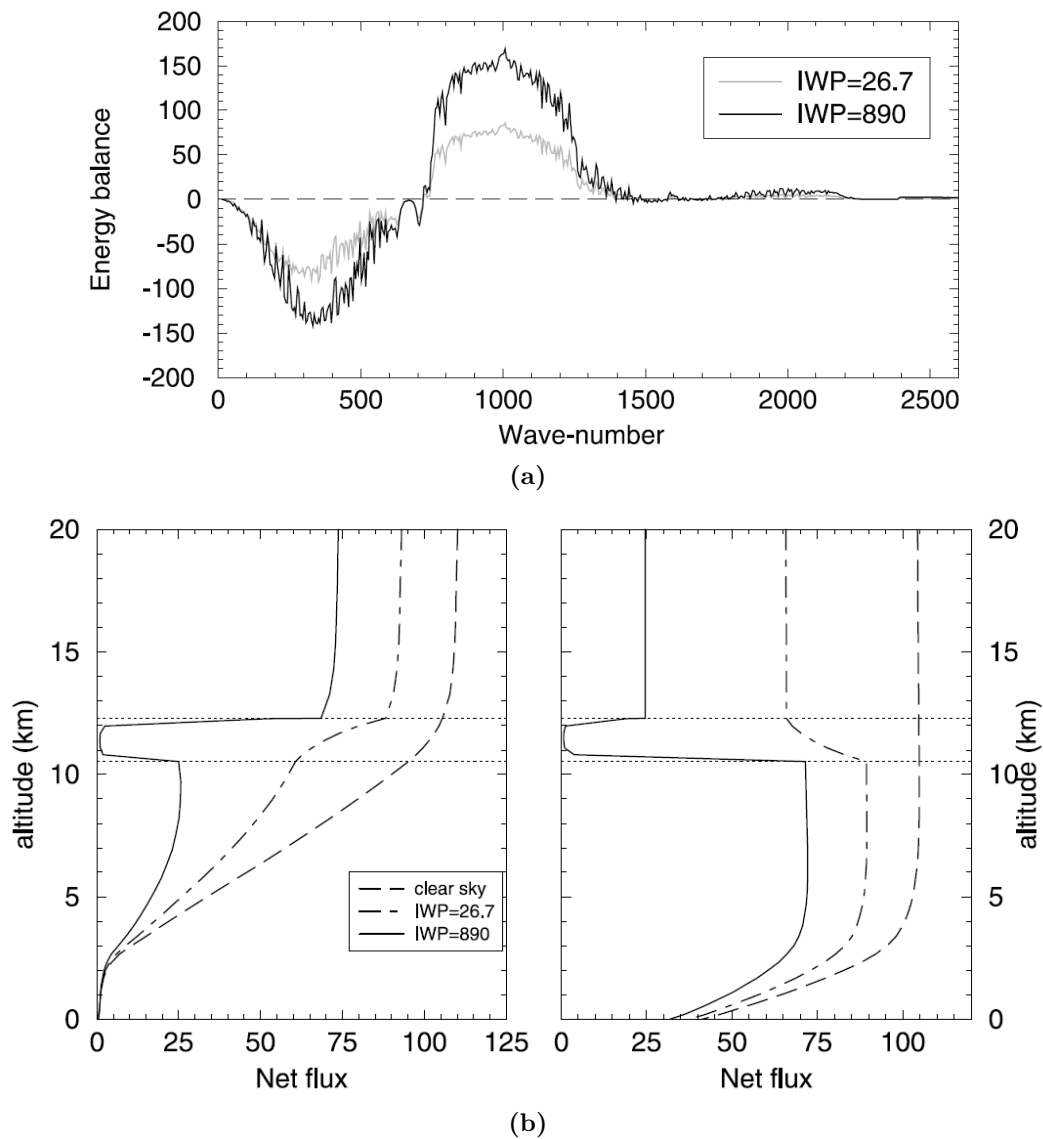 200
150
100
50
0
-50
-100
-150
-200
Energy balance
IWP=26.7
IWP=890
0 500 1000 1500 2000 2500
Wave-number
(a)
20
15
10
5
0
altitude (km)
clear sky
IWP=26.7
IWP=890
0 25 50 75 100 125
Net flux
20
15
10
5
0
altitude (km)
0 25 50 75 100
Net flux
(b)